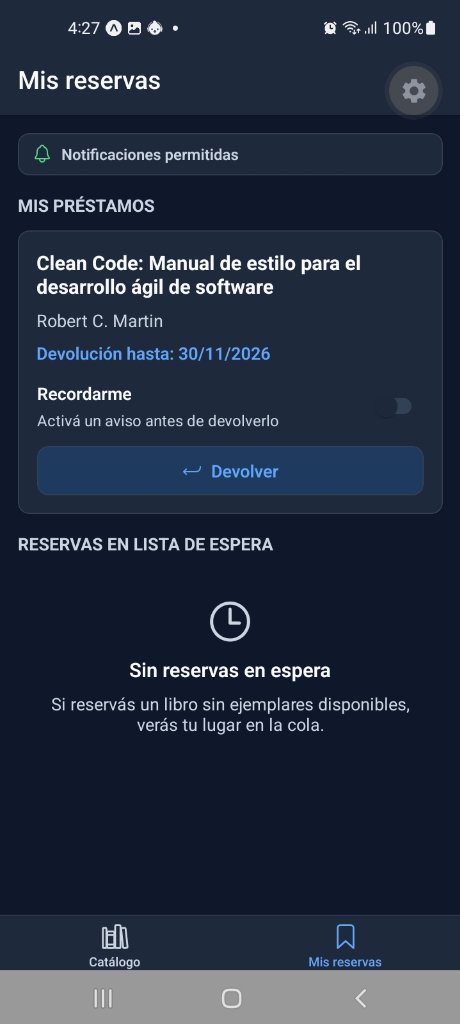 4:27
100%
Mis reservas
Notificaciones permitidas
MIS PRÉSTAMOS
Clean Code: Manual de estilo para el
desarrollo ágil de software
Robert C. Martin
Devolución hasta: 30/11/2026
Recordarme
Activá un aviso antes de devolverlo
Devolver
RESERVAS EN LISTA DE ESPERA
Sin reservas en espera
Si reservás un libro sin ejemplares disponibles,
verás tu lugar en la cola.
Catálogo
Mis reservas